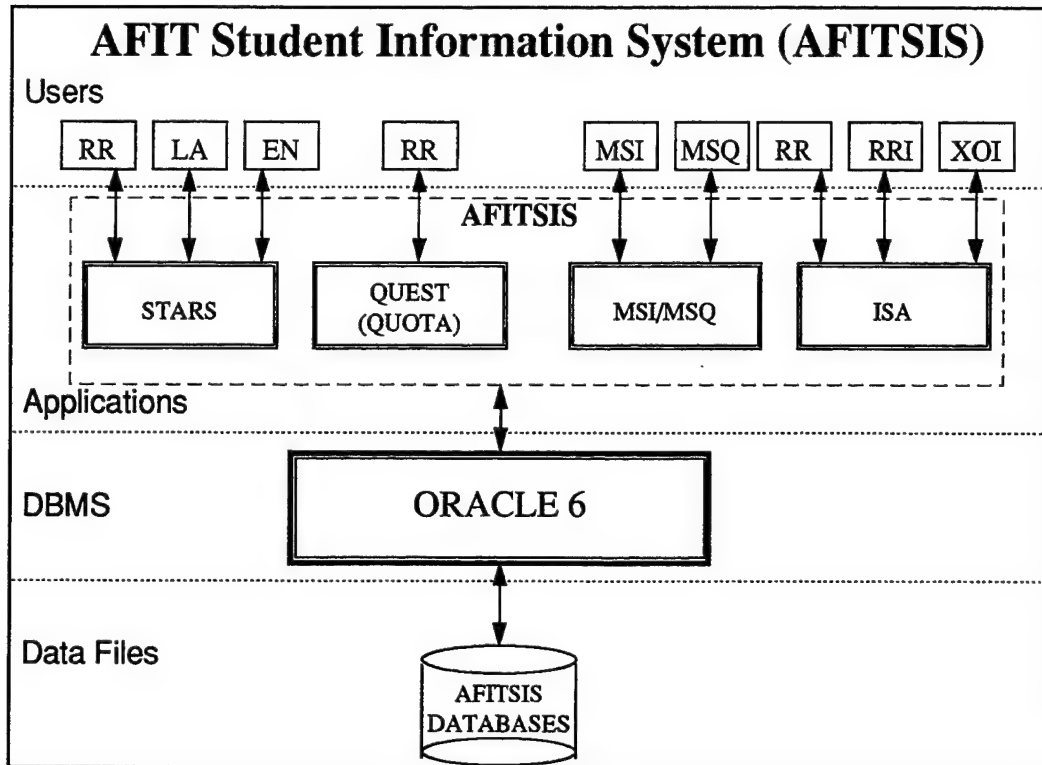 AFIT Student Information System (AFITSIS)
Users
RR LA EN RR MSI MSQ RR RRI XOI
AFITSIS
STARS
QUEST
(QUOTA)
MSI/MSQ
ISA
Applications
DBMS
ORACLE 6
Data Files
AFITSIS
DATABASES